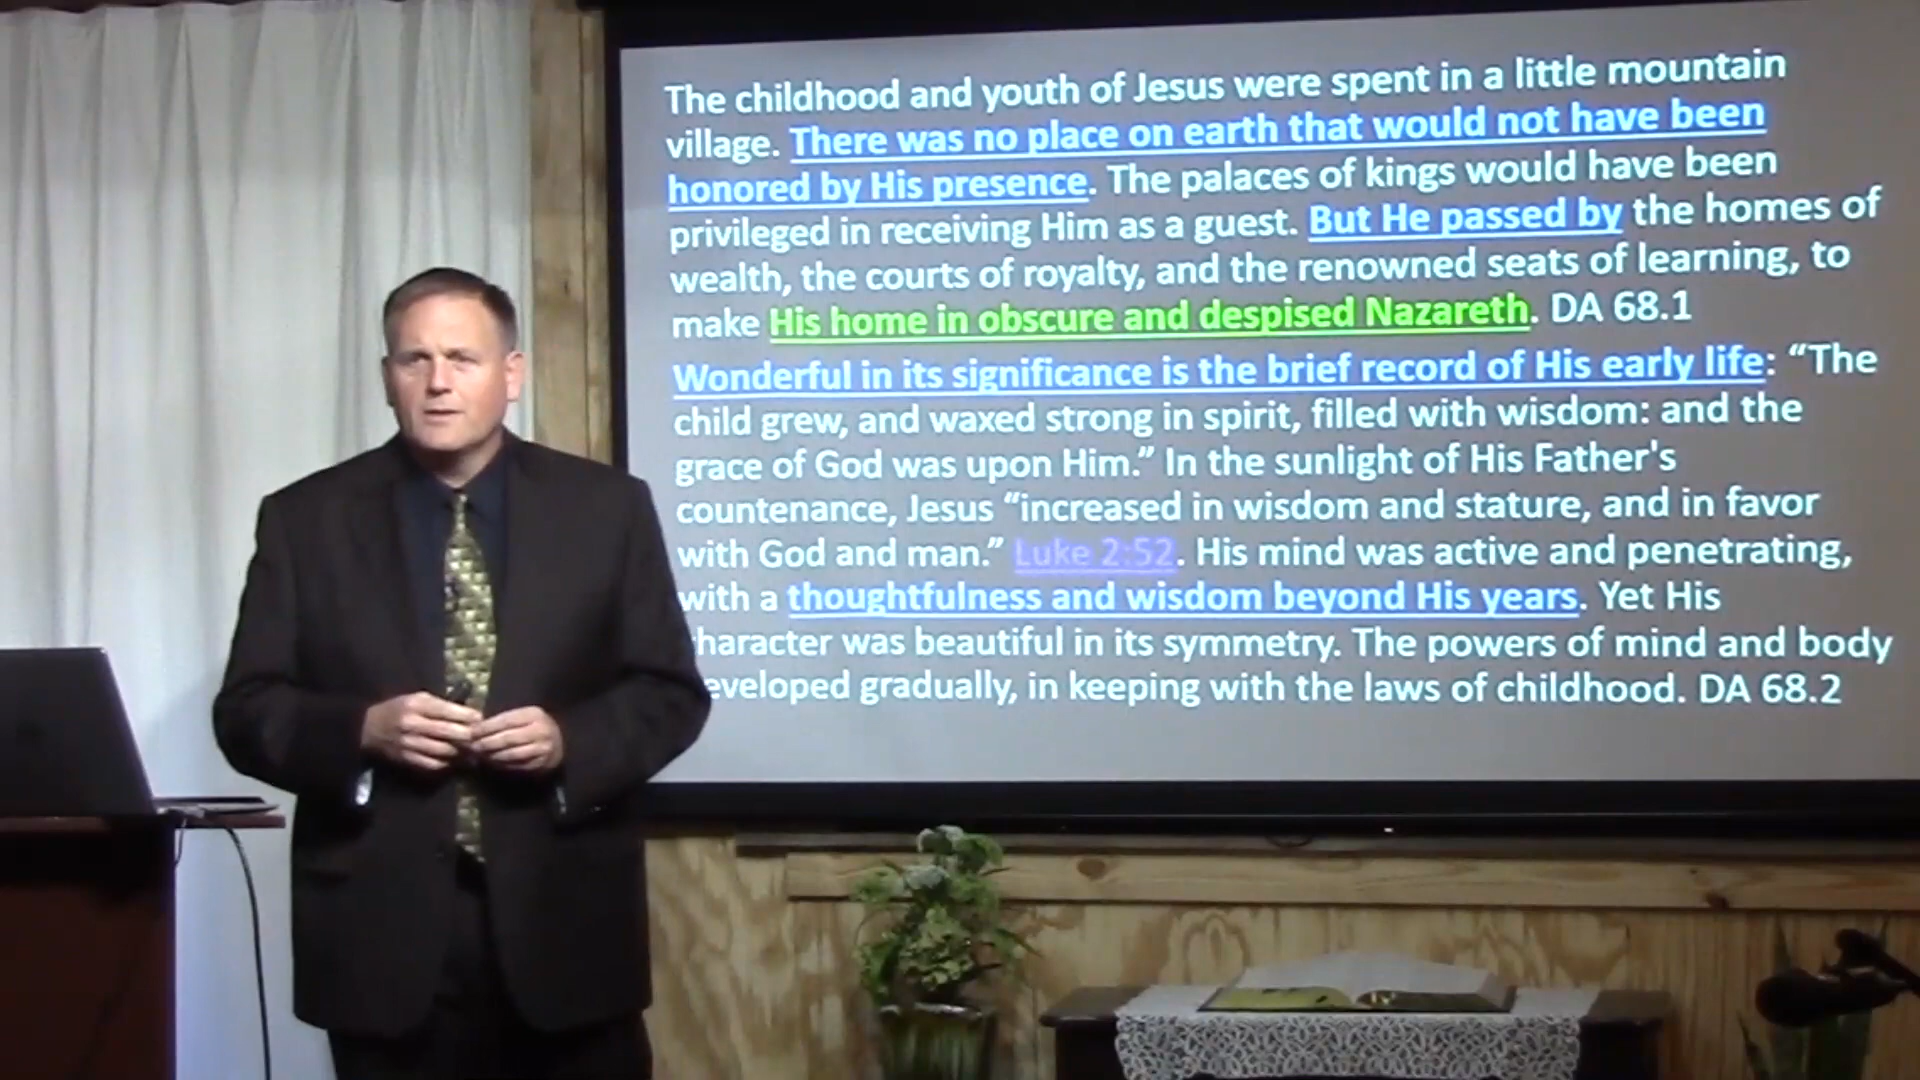 The childhood and youth of Jesus were spent in a little mountain
village. There was no place on earth that would not have been
honored by His presence. The palaces of kings would have been
privileged in receiving Him as a guest. But He passed by the homes of
wealth, the courts of royalty, and the renowned seats of learning, to
make His home in obscure and despised Nazareth. DA 68.1
Wonderful in its significance is the brief record of His early life: “The
child grew, and waxed strong in spirit, filled with wisdom: and the
grace of God was upon Him.” In the sunlight of His Father's
countenance, Jesus “increased in wisdom and stature, and in favor
with God and man.” Luke 2:52. His mind was active and penetrating,
with a thoughtfulness and wisdom beyond His years. Yet His
haracter was beautiful in its symmetry. The powers of mind and body
eveloped gradually, in keeping with the laws of childhood. DA 68.2